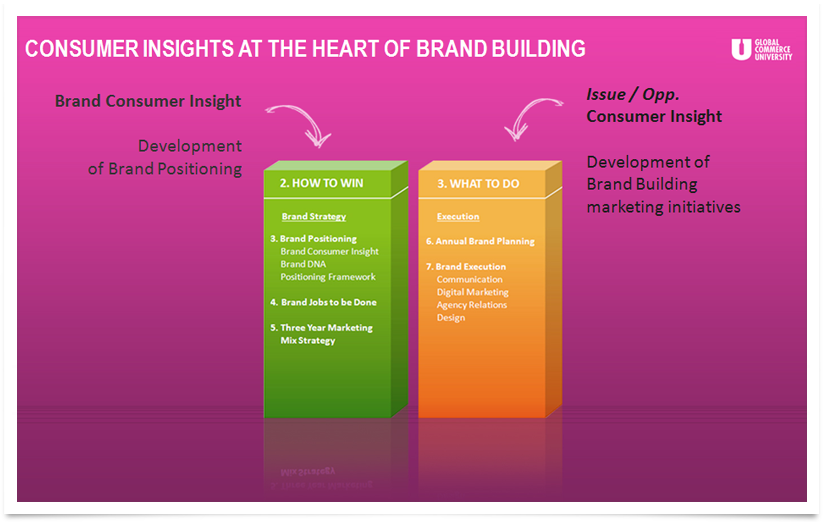 CONSUMER INSIGHTS AT THE HEART OF BRAND BUILDING
GLOBAL
COMMERCE
UNIVERSITY
Brand Consumer Insight
Development
of Brand Positioning
Issue / Opp.
Consumer Insight
Development of
Brand Building
marketing initiatives
2. HOW TO WIN
Brand Strategy
3. Brand Positioning
Brand Consumer Insight
Brand DNA
Positioning Framework
4. Brand Jobs to be Done
5. Three Year Marketing
Mix Strategy
3. WHAT TO DO
Execution
6. Annual Brand Planning
7. Brand Execution
Communication
Digital Marketing
Agency Relations
Design